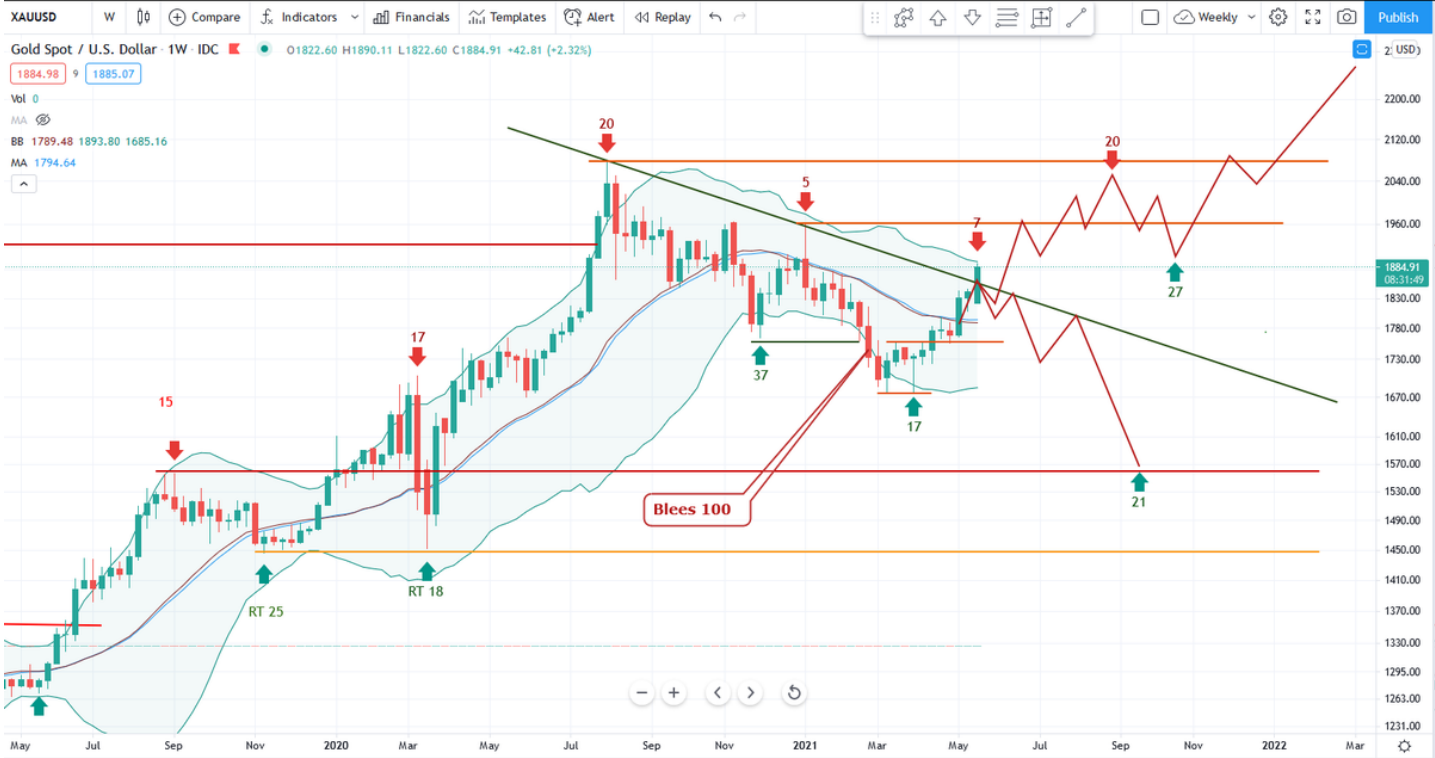 XAUUSD W Compare Indicators Financials Templates Alert Replay Weekly Publish
Gold Spot / U.S. Dollar · 1W · IDC O1822.60 H1890.11 L1822.60 C1884.91 +42.81 (+2.32%)
USD
1884.98 9 1885.07
Vol 0
MA
BB 1789.48 1893.80 1685.16
MA 1794.64
2200.00
2120.00
2040.00
1960.00
1884.91
08:31:49
1830.00
1780.00
1730.00
1670.00
1610.00
1570.00
1530.00
1490.00
1450.00
1410.00
1370.00
1330.00
1295.00
1263.00
1231.00
20
20
5
7
27
17
37
15
17
Blees 100
21
RT 18
RT 25
May Jul Sep Nov 2020 Mar May Jul Sep Nov 2021 Mar May Jul Sep Nov 2022 Mar